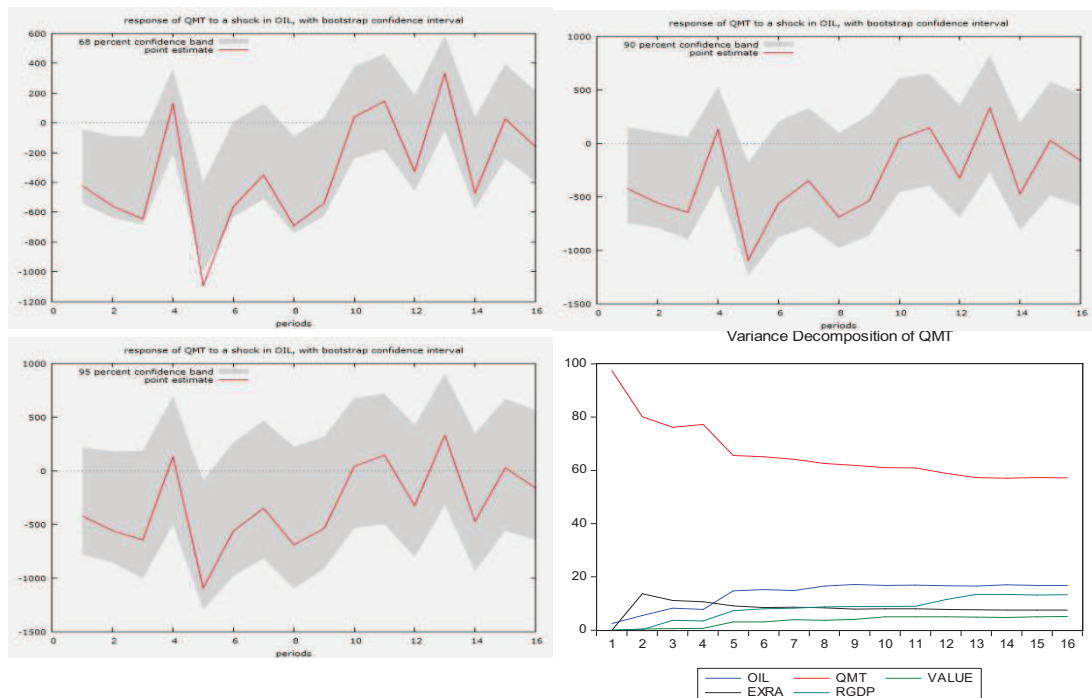 response of QMT to a shock in OIL, with bootstrap confidence interval
68 percent confidence band
point estimate
600
400
200
0
-200
-400
-600
-800
-1000
-1200
0 2 4 6 8 10 12 14 16
periods
response of QMT to a shock in OIL, with bootstrap confidence interval
90 percent confidence band
point estimate
1000
500
0
-500
-1000
-1500
0 2 4 6 8 10 12 14 16
periods
response of QMT to a shock in OIL, with bootstrap confidence interval
95 percent confidence band
point estimate
1000
500
0
-500
-1000
-1500
0 2 4 6 8 10 12 14 16
periods
Variance Decomposition of QMT
100
80
60
40
20
0
1 2 3 4 5 6 7 8 9 10 11 12 13 14 15 16
OIL QMT VALUE
EXRA RGDP